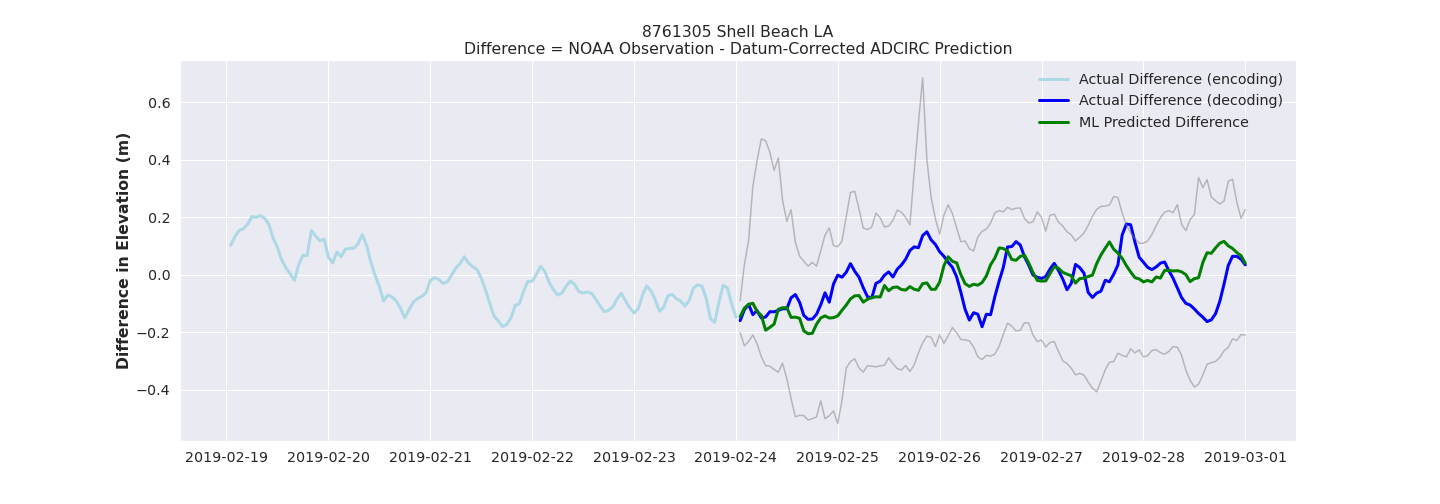 8761305 Shell Beach LA
Difference = NOAA Observation - Datum-Corrected ADCIRC Prediction
Actual Difference (encoding)
Actual Difference (decoding)
ML Predicted Difference
Difference in Elevation (m)
0.6
0.4
0.2
0.0
−0.2
−0.4
2019-02-19 2019-02-20 2019-02-21 2019-02-22 2019-02-23 2019-02-24 2019-02-25 2019-02-26 2019-02-27 2019-02-28 2019-03-01